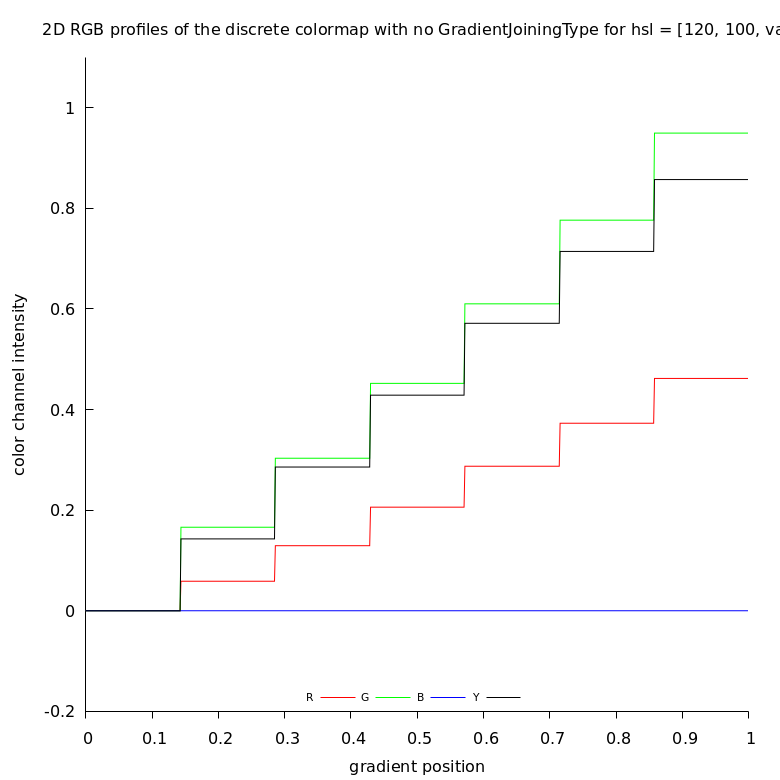 2D RGB profiles of the discrete colormap with no GradientJoiningType for hsl = [120, 100, va
1
0.8
0.6
0.4
0.2
0
-0.2
color channel intensity
R G B Y
0 0.1 0.2 0.3 0.4 0.5 0.6 0.7 0.8 0.9 1
gradient position